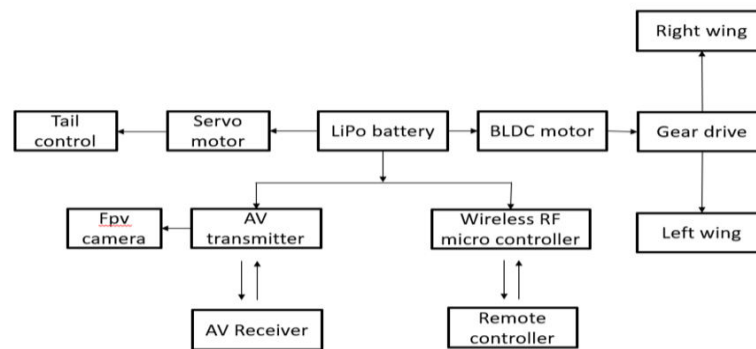 Right wing
Tail
control
Servo
motor
LiPo battery
BLDC motor
Gear drive
Fpv
camera
AV
transmitter
Wireless RF
micro controller
Left wing
AV Receiver
Remote
controller